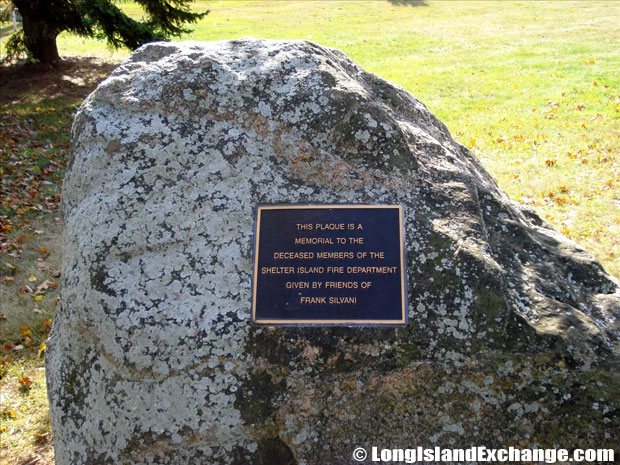 THIS PLAQUE IS A
MEMORIAL TO THE
DECEASED MEMBERS OF THE
SHELTER ISLAND FIRE DEPARTMENT
GIVEN BY FRIENDS OF
FRANK SILVANI
© LongIslandExchange.com